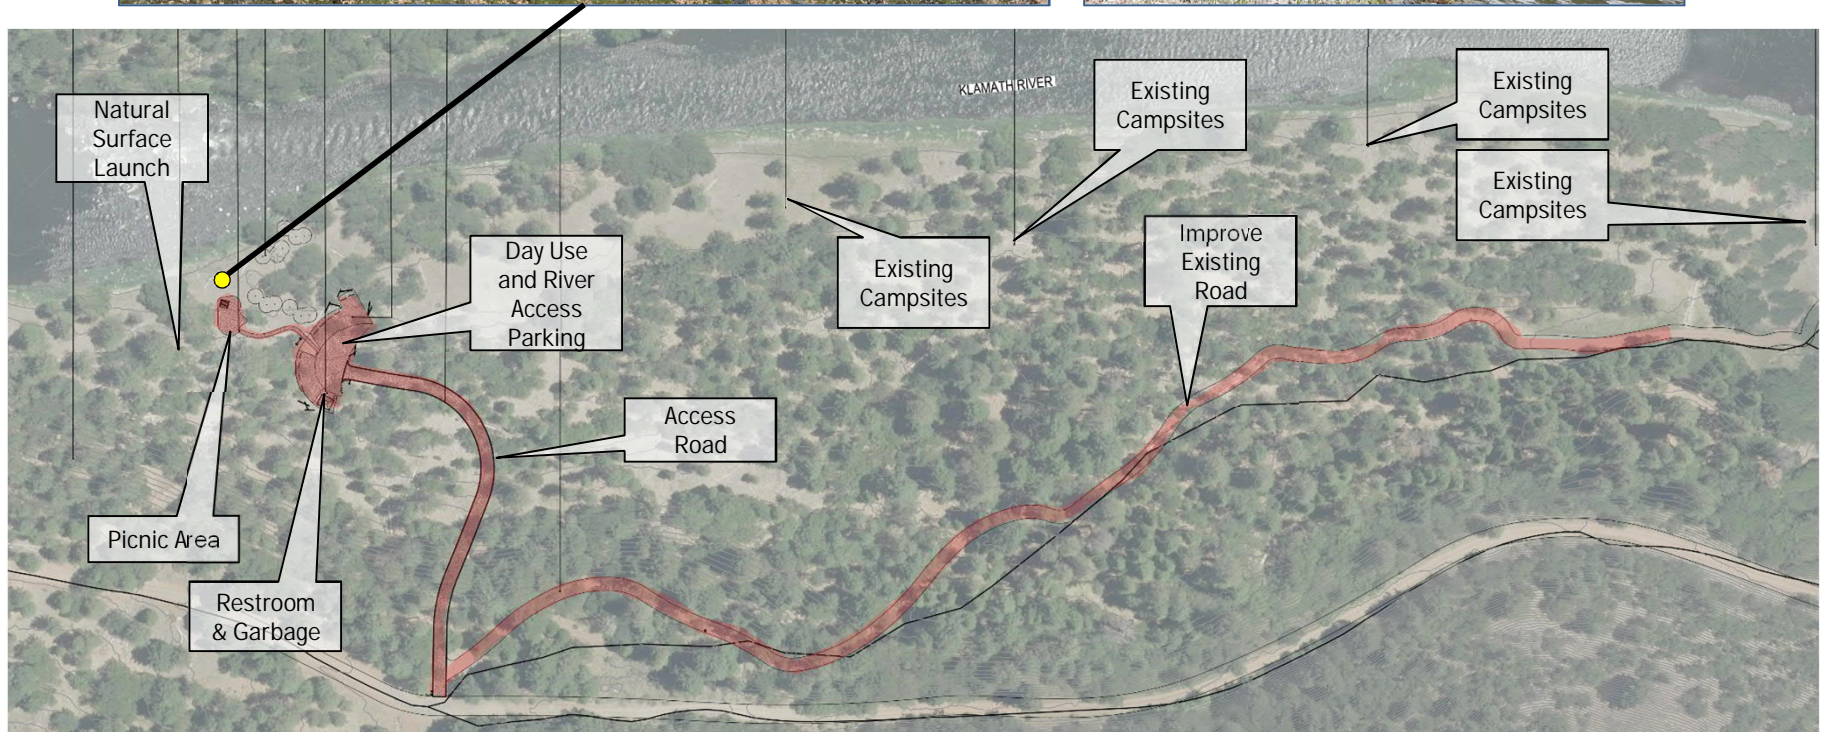 KLAMATH RIVER
Natural
Surface
Launch
Existing
Campsites
Existing
Campsites
Existing
Campsites
Day Use
and River
Access
Parking
Existing
Campsites
Improve
Existing
Road
Access
Road
Picnic Area
Restroom
& Garbage